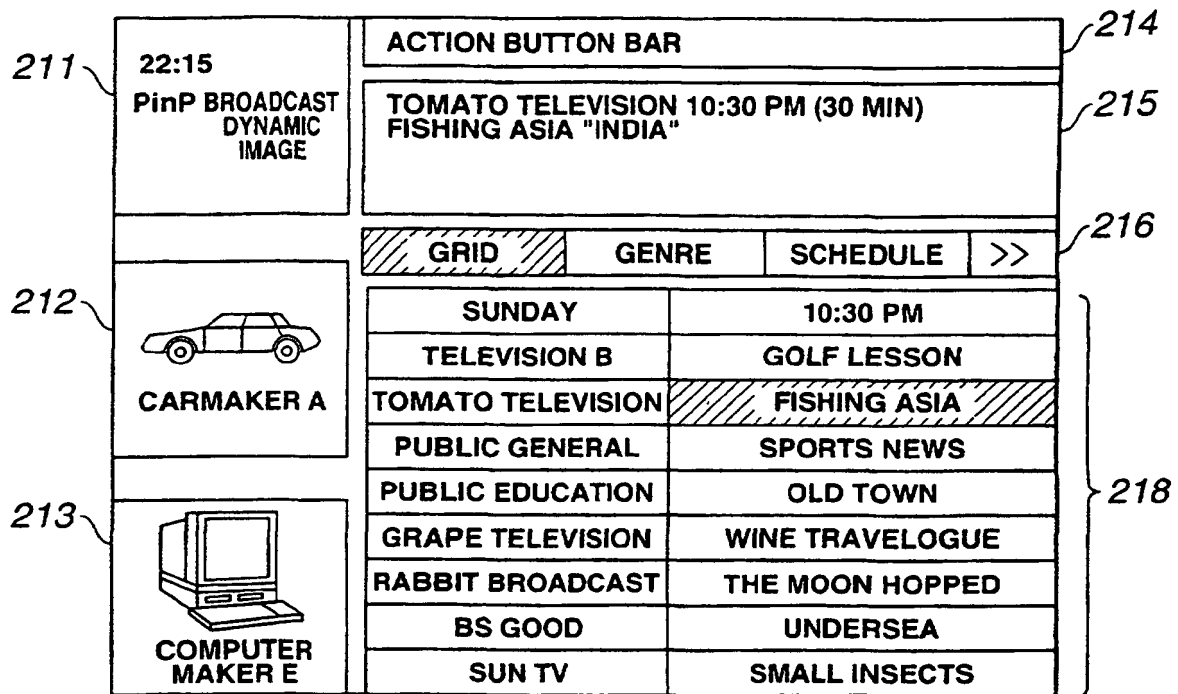 211
22:15
PinP BROADCAST
DYNAMIC
IMAGE
ACTION BUTTON BAR
214
TOMATO TELEVISION 10:30 PM (30 MIN)
FISHING ASIA "INDIA"
215
GRID GENRE SCHEDULE >>
216
212
CARMAKER A
213
COMPUTER
MAKER E
SUNDAY 10:30 PM
TELEVISION B GOLF LESSON
TOMATO TELEVISION FISHING ASIA
PUBLIC GENERAL SPORTS NEWS
PUBLIC EDUCATION OLD TOWN
GRAPE TELEVISION WINE TRAVELOGUE
RABBIT BROADCAST THE MOON HOPPED
BS GOOD UNDERSEA
SUN TV SMALL INSECTS
218